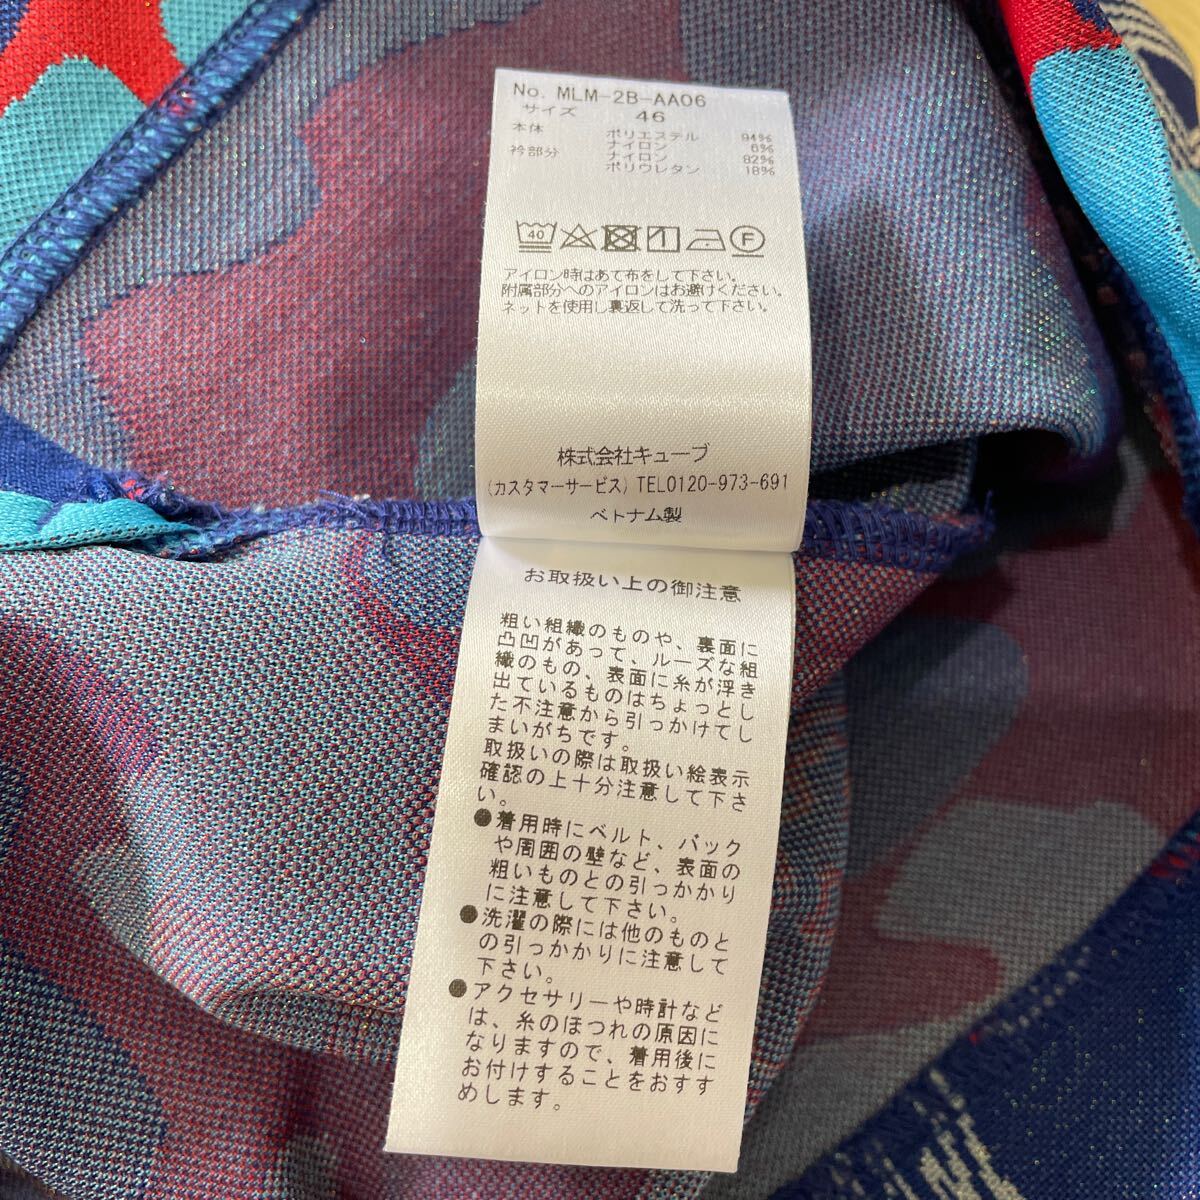 No. MLM-2B-AA06
サイズ 46
本体 ポリエステル 94%
ナイロン 6%
衿部分 ナイロン 82%
ポリウレタン 18%
40 F
アイロン時はあて布をして下さい。
附属部分へのアイロンはお避けください。
ネットを使用し裏返して洗って下さい。
株式会社キューブ
(カスタマーサービス) TEL0120-973-691
ベトナム製
お取扱い上の御注意
粗い組織のものや、裏面に
凸凹があって、ルーズな組
織のもの、表面に糸が浮き
出ているものはちょっとし
た不注意から引っかけてし
まいがちです。
取扱いの際は取扱い絵表示
確認の上十分注意して下さ
い。
●着用時にベルト、バック
や周囲の壁など、表面の
粗いものとの引っかかり
に注意して下さい。
●洗濯の際には他のものと
の引っかかりに注意して
下さい。
●アクセサリーや時計など
は、糸のほつれの原因に
なりますので、着用後に
お付けすることをおすす
めします。